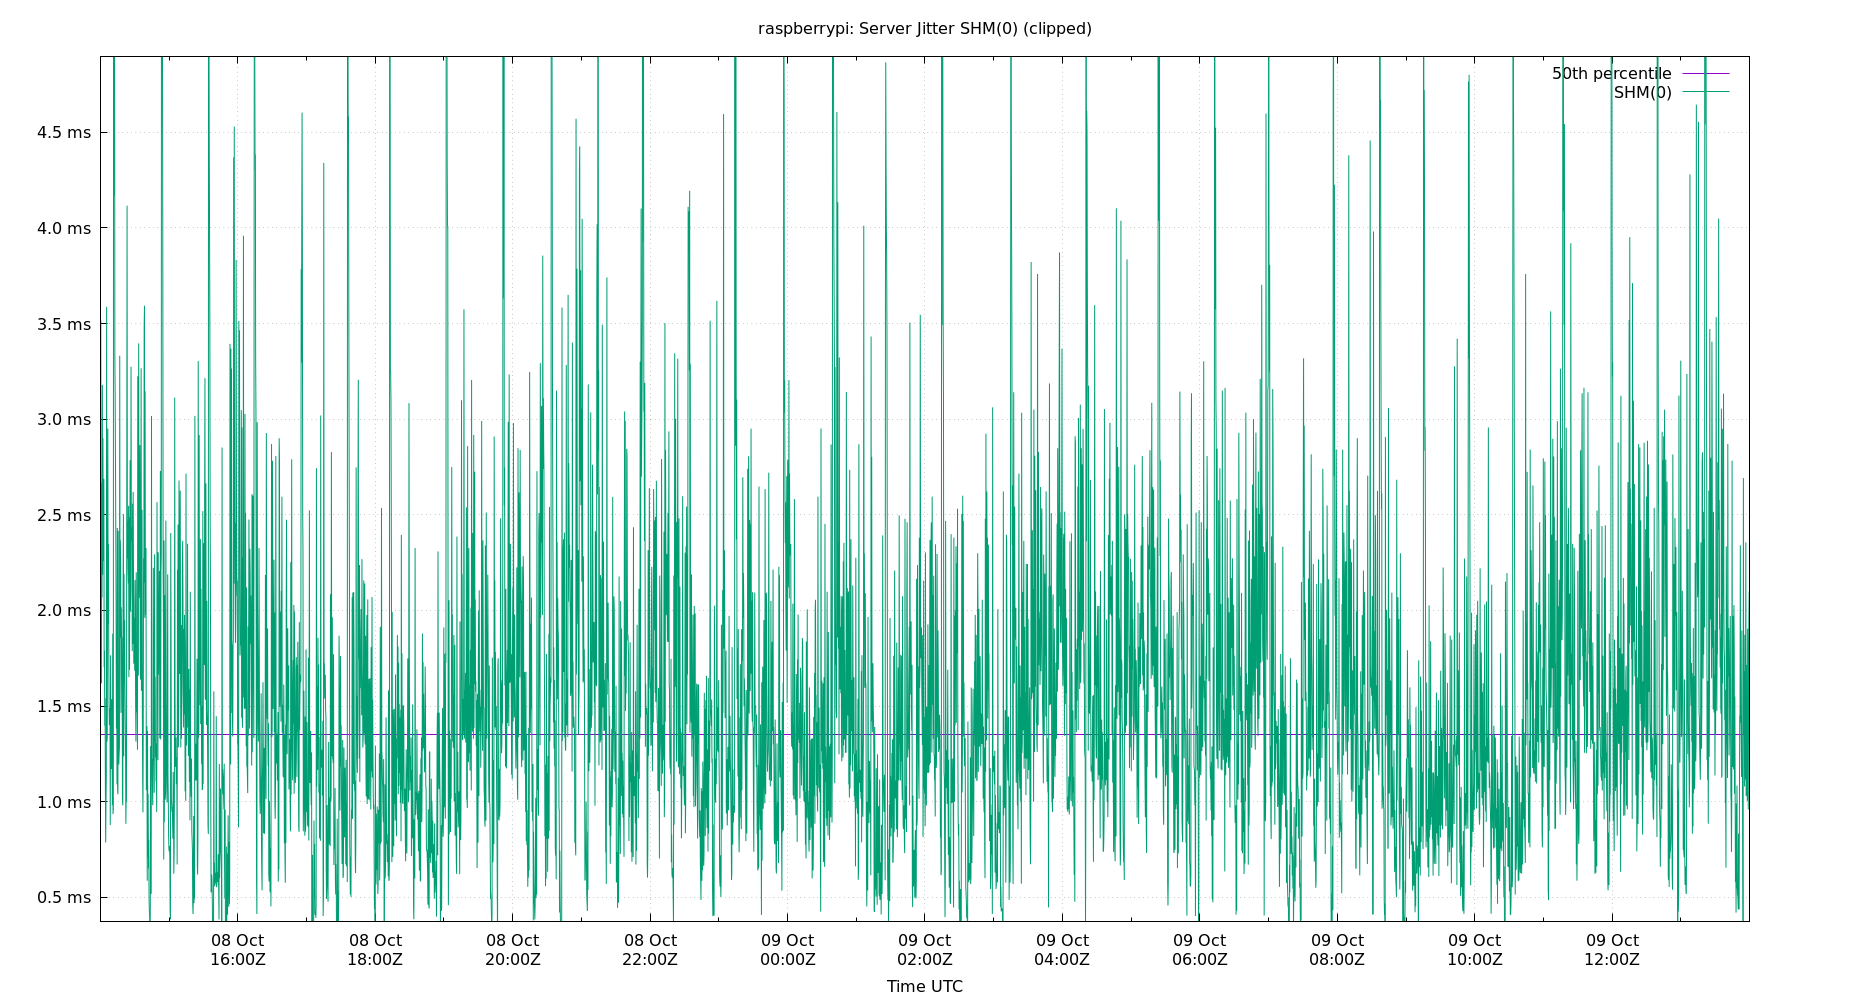 raspberrypi: Server Jitter SHM(0) (clipped)
50th percentile
SHM(0)
4.5 ms
4.0 ms
3.5 ms
3.0 ms
2.5 ms
2.0 ms
1.5 ms
1.0 ms
0.5 ms
08 Oct 08 Oct 08 Oct 08 Oct 09 Oct 09 Oct 09 Oct 09 Oct 09 Oct 09 Oct 09 Oct
16:00Z 18:00Z 20:00Z 22:00Z 00:00Z 02:00Z 04:00Z 06:00Z 08:00Z 10:00Z 12:00Z
Time UTC